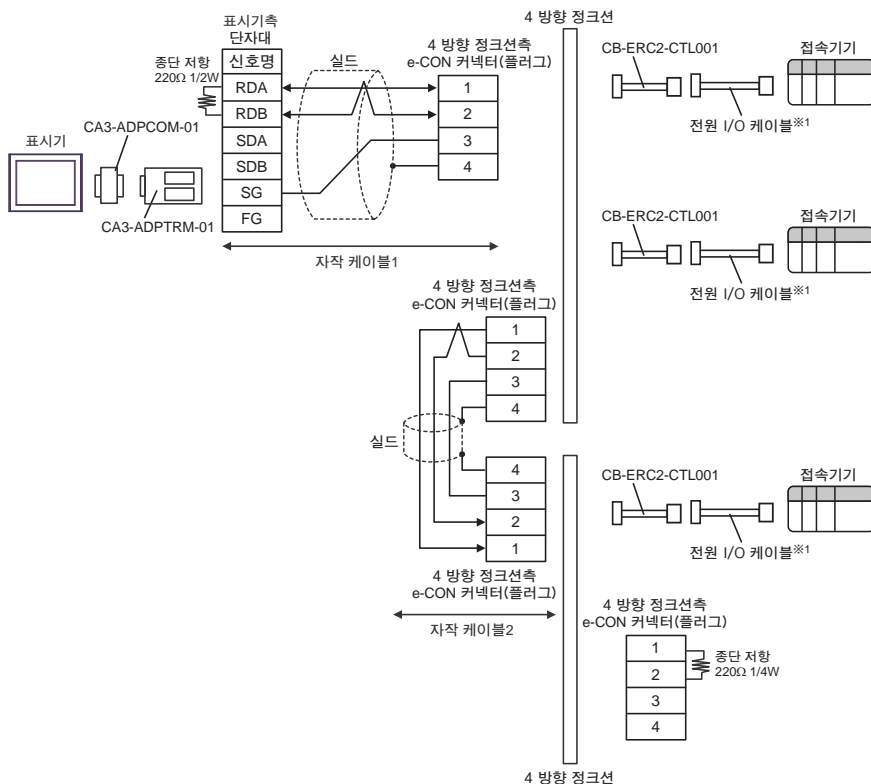 4 방향 정크션
표시기측
단자대
종단 저항
220Ω 1/2W
신호명
RDA
RDB
SDA
SDB
SG
FG
실드
4 방향 정크션측
e-CON 커넥터(플러그)
1
2
3
4
표시기
CA3-ADPCOM-01
CA3-ADPTRM-01
자작 케이블1
CB-ERC2-CTL001
접속기기
전원 I/O 케이블※1
CB-ERC2-CTL001
접속기기
전원 I/O 케이블※1
4 방향 정크션측
e-CON 커넥터(플러그)
1
2
3
4
실드
4
3
2
1
4 방향 정크션측
e-CON 커넥터(플러그)
자작 케이블2
CB-ERC2-CTL001
접속기기
전원 I/O 케이블※1
4 방향 정크션측
e-CON 커넥터(플러그)
1
2
3
4
종단 저항
220Ω 1/4W
4 방향 정크션